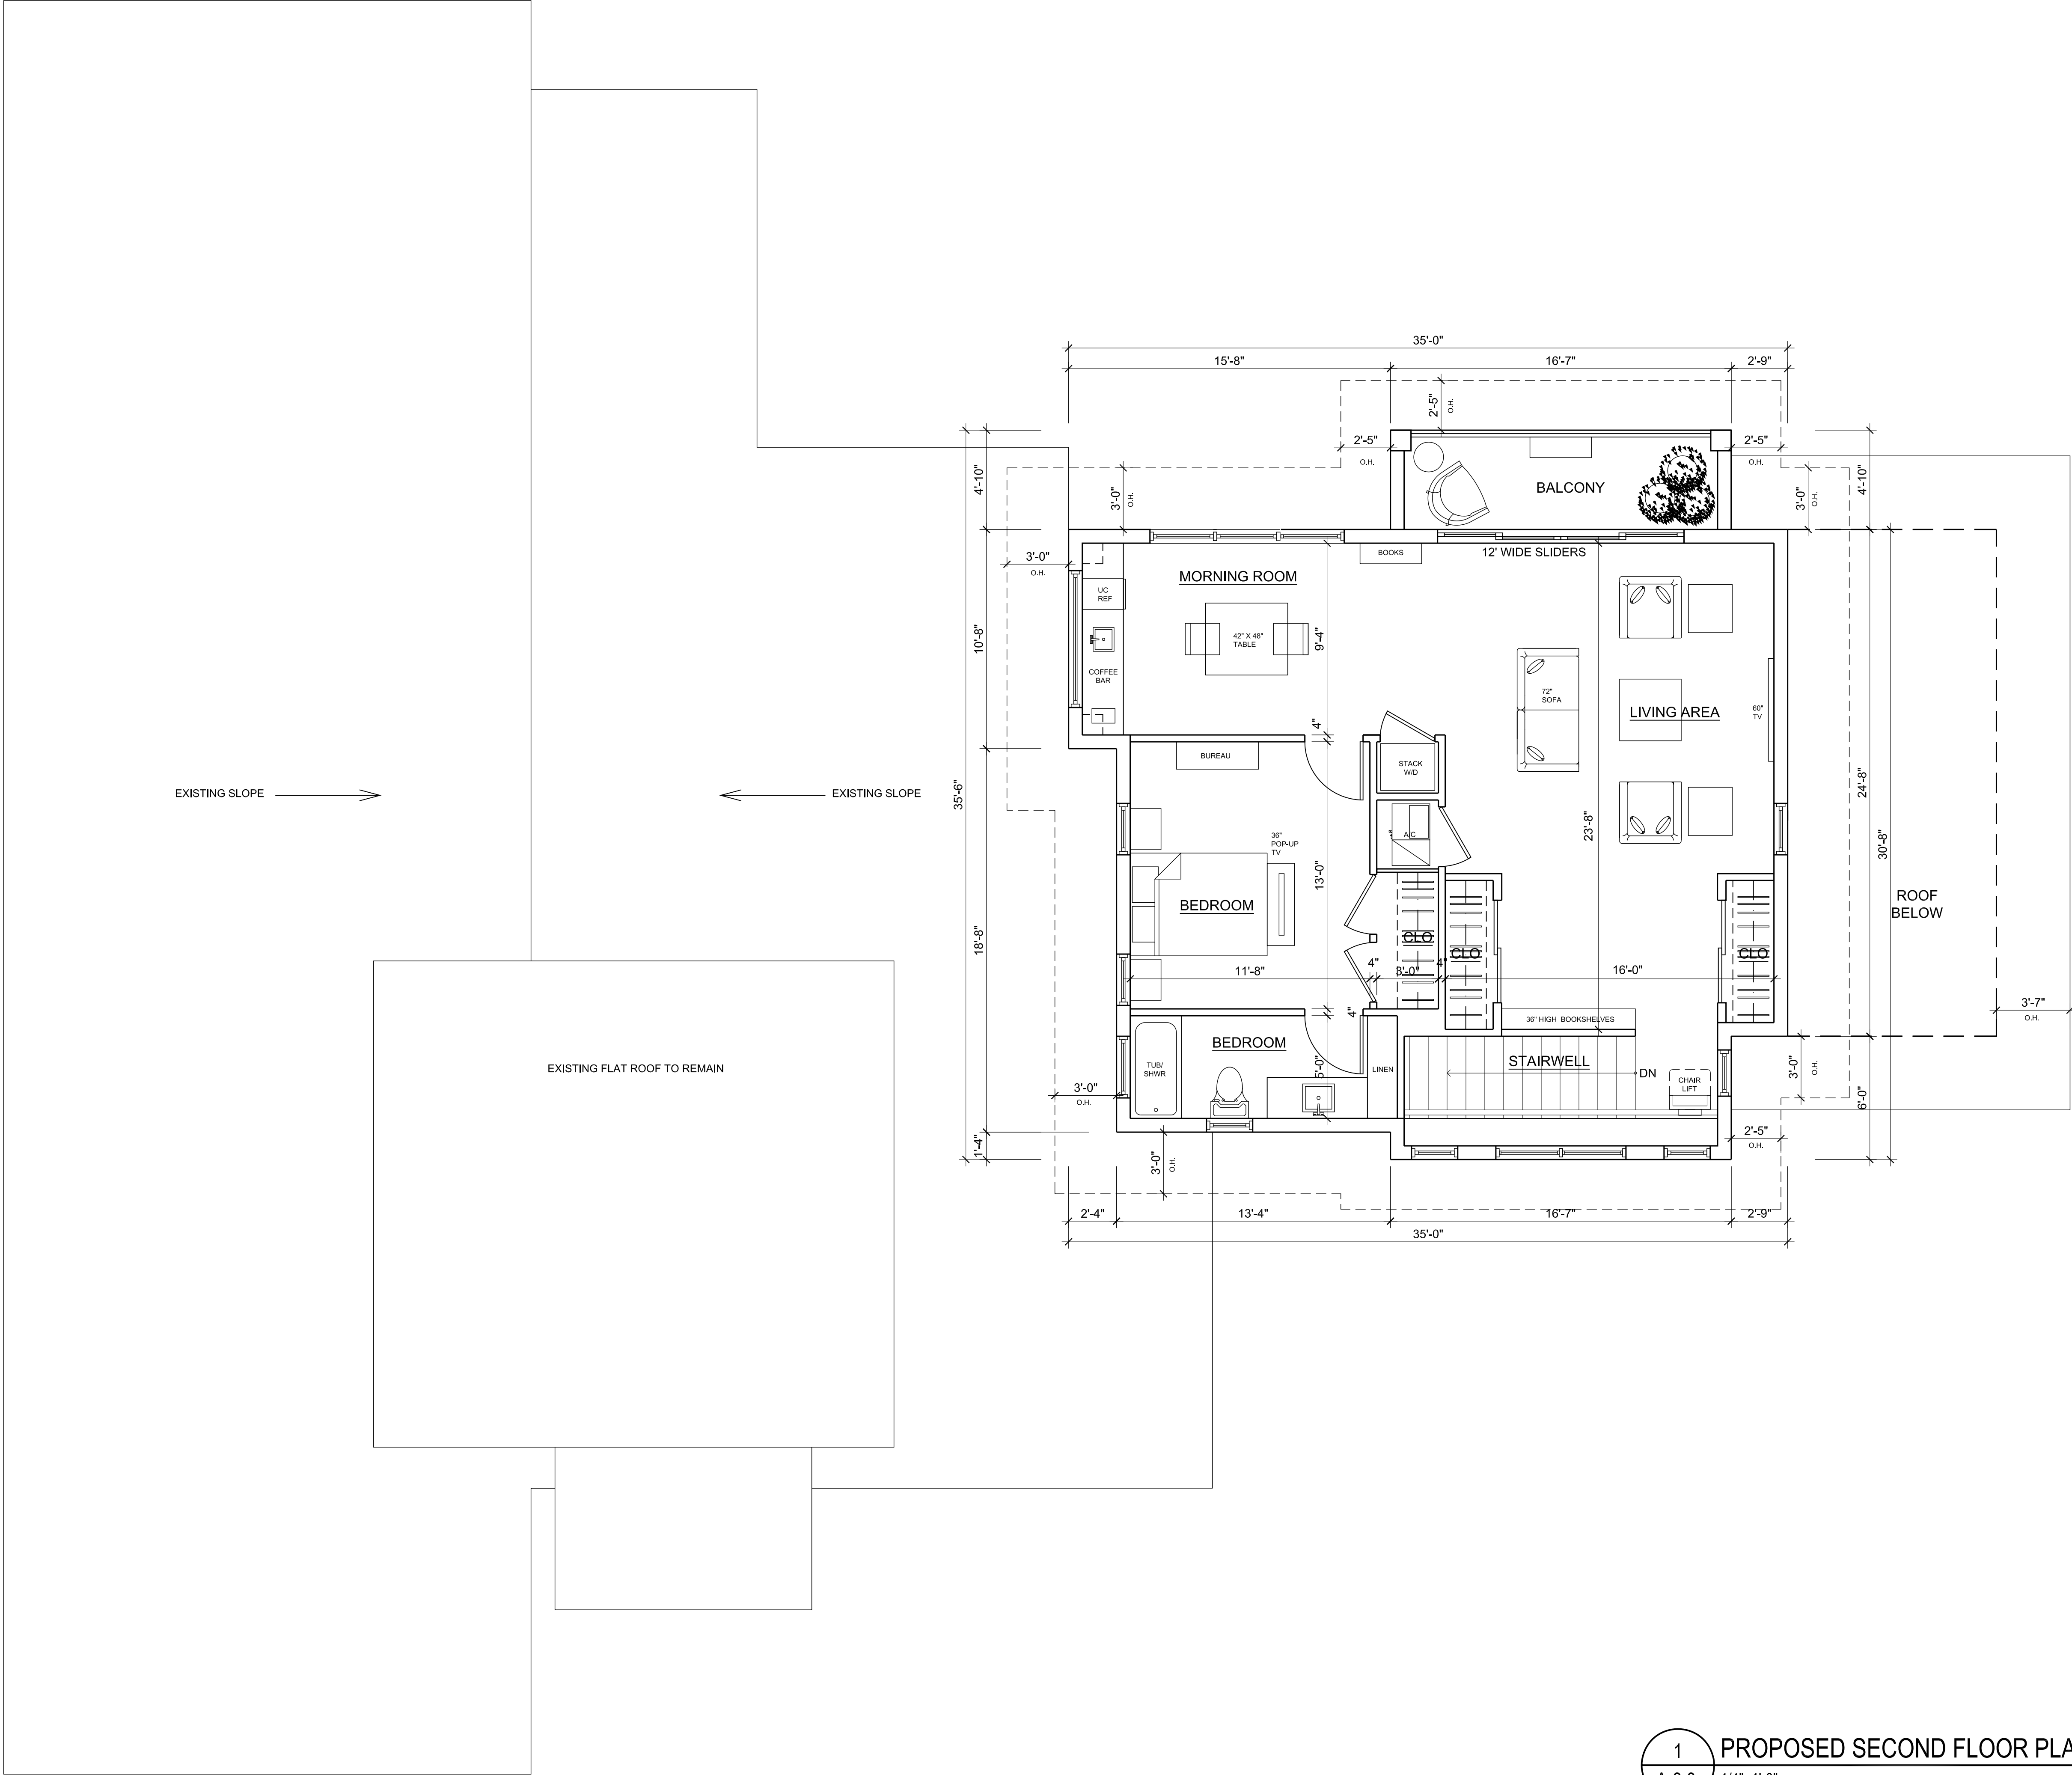 35'-0"
15'-8"
16'-7"
2'-9"
2'-5"
O.H.
2'-5"
O.H.
2'-5"
O.H.
4'-10"
3'-0"
O.H.
BALCONY
3'-0"
O.H.
4'-10"
3'-0"
O.H.
BOOKS
12' WIDE SLIDERS
MORNING ROOM
UC
REF
42" X 48"
TABLE
9'-4"
10'-8"
COFFEE
BAR
72"
SOFA
LIVING AREA
60"
TV
4"
BUREAU
STACK
W/D
EXISTING SLOPE
EXISTING SLOPE
35'-6"
24'-8"
23'-8"
30'-8"
36"
POP-UP
TV
A/C
13'-0"
BEDROOM
ROOF
BELOW
18'-8"
CLO
CLO
CLO
11'-8"
4"
3'-0"
4"
16'-0"
3'-7"
O.H.
4"
36" HIGH BOOKSHELVES
BEDROOM
STAIRWELL
EXISTING FLAT ROOF TO REMAIN
TUB/
SHWR
5'-0"
LINEN
DN
CHAIR
LIFT
3'-0"
O.H.
3'-0"
O.H.
6'-0"
1'-4"
2'-5"
O.H.
3'-0"
O.H.
2'-4"
13'-4"
16'-7"
2'-9"
35'-0"
1
PROPOSED SECOND FLOOR PLA